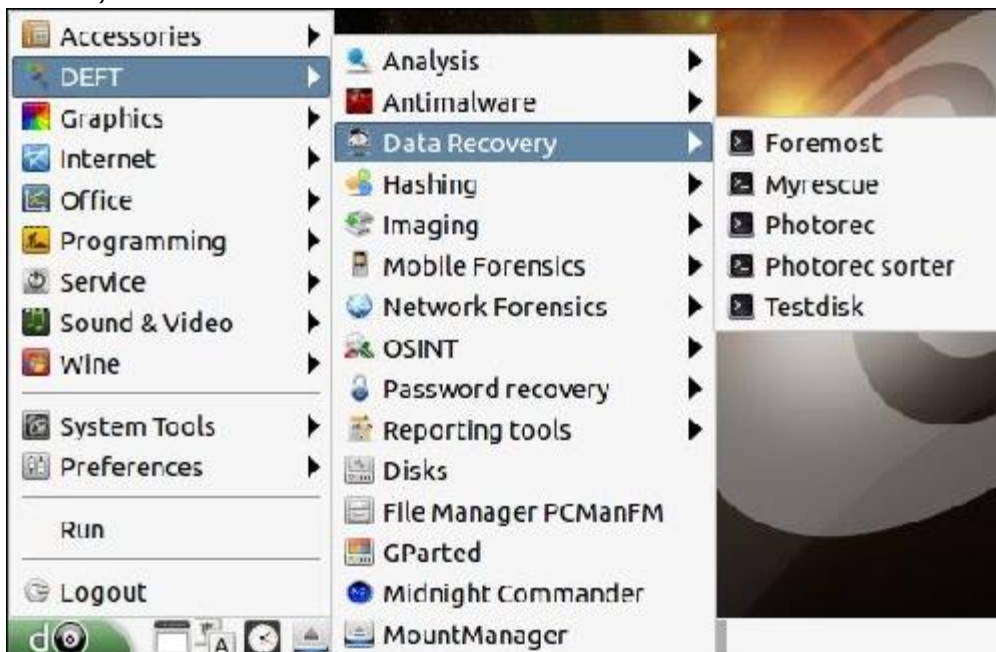 Accessories
DEFT
Graphics
Internet
Office
Programming
Service
Sound & Video
Wine
System Tools
Preferences
Run
Logout
Analysis
Antimalware
Data Recovery
Hashing
Imaging
Mobile Forensics
Network Forensics
OSINT
Password recovery
Reporting tools
Disks
File Manager PCManFM
GParted
Midnight Commander
MountManager
Foremost
Myrescue
Photorec
Photorec sorter
Testdisk
d
A